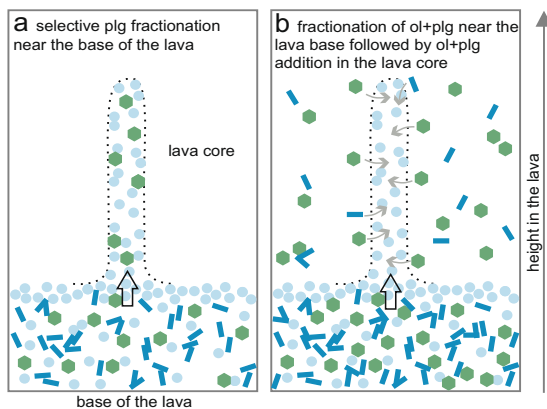 a selective plg fractionation
near the base of the lava
lava core
base of the lava
b fractionation of ol+plg near the
lava base followed by ol+plg
addition in the lava core
height in the lava